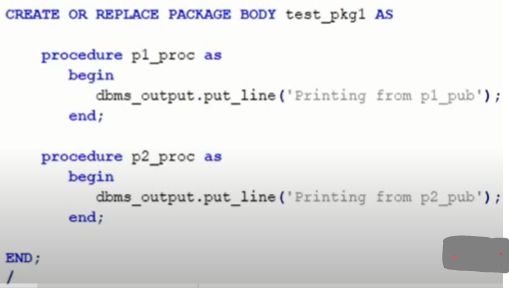 CREATE OR REPLACE PACKAGE BODY test_pkg1 AS
procedure p1_proc as
begin
dbms_output.put_line('Printing from p1_pub');
end;
procedure p2_proc as
begin
dbms_output.put_line('Printing from p2_pub');
end;
END;
/